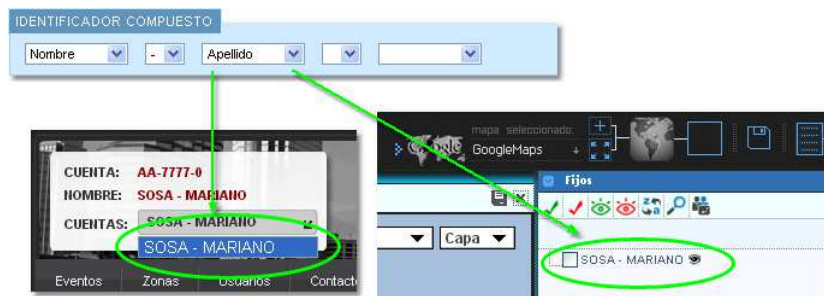 IDENTIFICADOR COMPUESTO
Nombre - Apellido
mapa seleccionado:
Google GoogleMaps
CUENTA: AA-7777-0
NOMBRE: SOSA - MARIANO
CUENTAS: SOSA - MARIANO
SOSA - MARIANO
Eventos Zonas Usuarios Contact
Capa
Fijos
SOSA - MARIANO